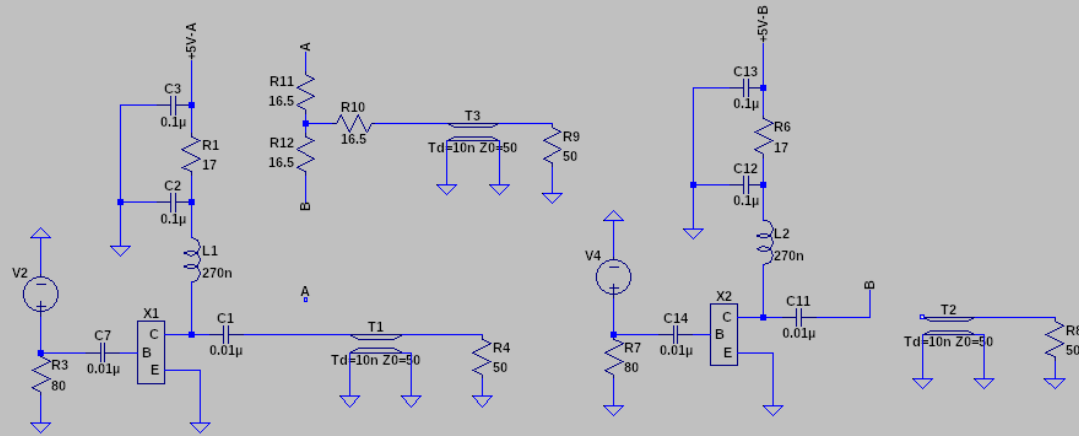 +5V-A
C3
0.1µ
R1
17
C2
0.1µ
L1
270n
V2
R3
80
C7
0.01µ
X1
C
B
E
C1
0.01µ
T1
Td=10n Z0=50
R4
50
A
R11
16.5
R10
16.5
R12
16.5
B
T3
Td=10n Z0=50
R9
50
A
+5V-B
C13
0.1µ
R6
17
C12
0.1µ
L2
270n
V4
R7
80
C14
0.01µ
X2
C
B
E
C11
0.01µ
B
T2
Td=10n Z0=50
R8
50